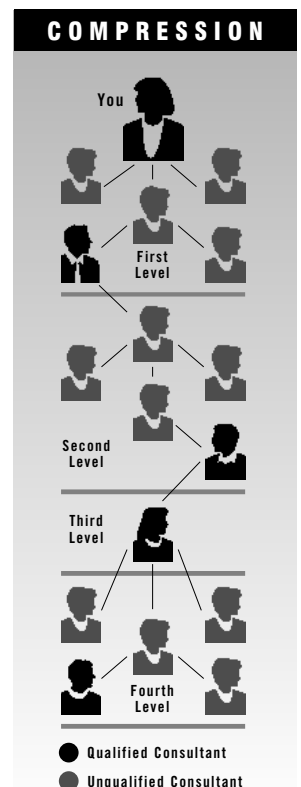 COMPRESSION
You
First
Level
Second
Level
Third
Level
Fourth
Level
Qualified Consultant
Unqualified Consultant